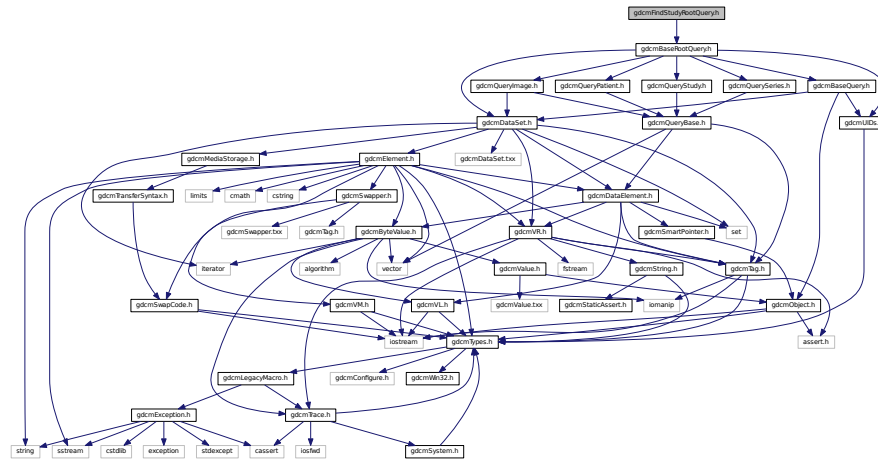 gdcmFindStudyRootQuery.h
gdcmBaseRootQuery.h
gdcmQueryImage.h
gdcmQueryPatient.h
gdcmQueryStudy.h
gdcmQuerySeries.h
gdcmBaseQuery.h
gdcmDataSet.h
gdcmQueryBase.h
gdcmUIDs.
gdcmMediaStorage.h
gdcmElement.h
gdcmDataSet.txx
gdcmTransferSyntax.h
limits
cmath
cstring
gdcmSwapper.h
gdcmDataElement.h
gdcmSwapper.txx
gdcmTag.h
gdcmByteValue.h
gdcmVR.h
gdcmSmartPointer.h
set
iterator
algorithm
vector
gdcmValue.h
fstream
gdcmString.h
gdcmTag.h
gdcmSwapCode.h
gdcmVM.h
gdcmVL.h
gdcmValue.txx
gdcmStaticAssert.h
iomanip
gdcmObject.h
iostream
gdcmTypes.h
assert.h
gdcmLegacyMacro.h
gdcmConfigure.h
gdcmWin32.h
gdcmException.h
gdcmTrace.h
string
sstream
cstdlib
exception
stdexcept
cassert
iosfwd
gdcmSystem.h